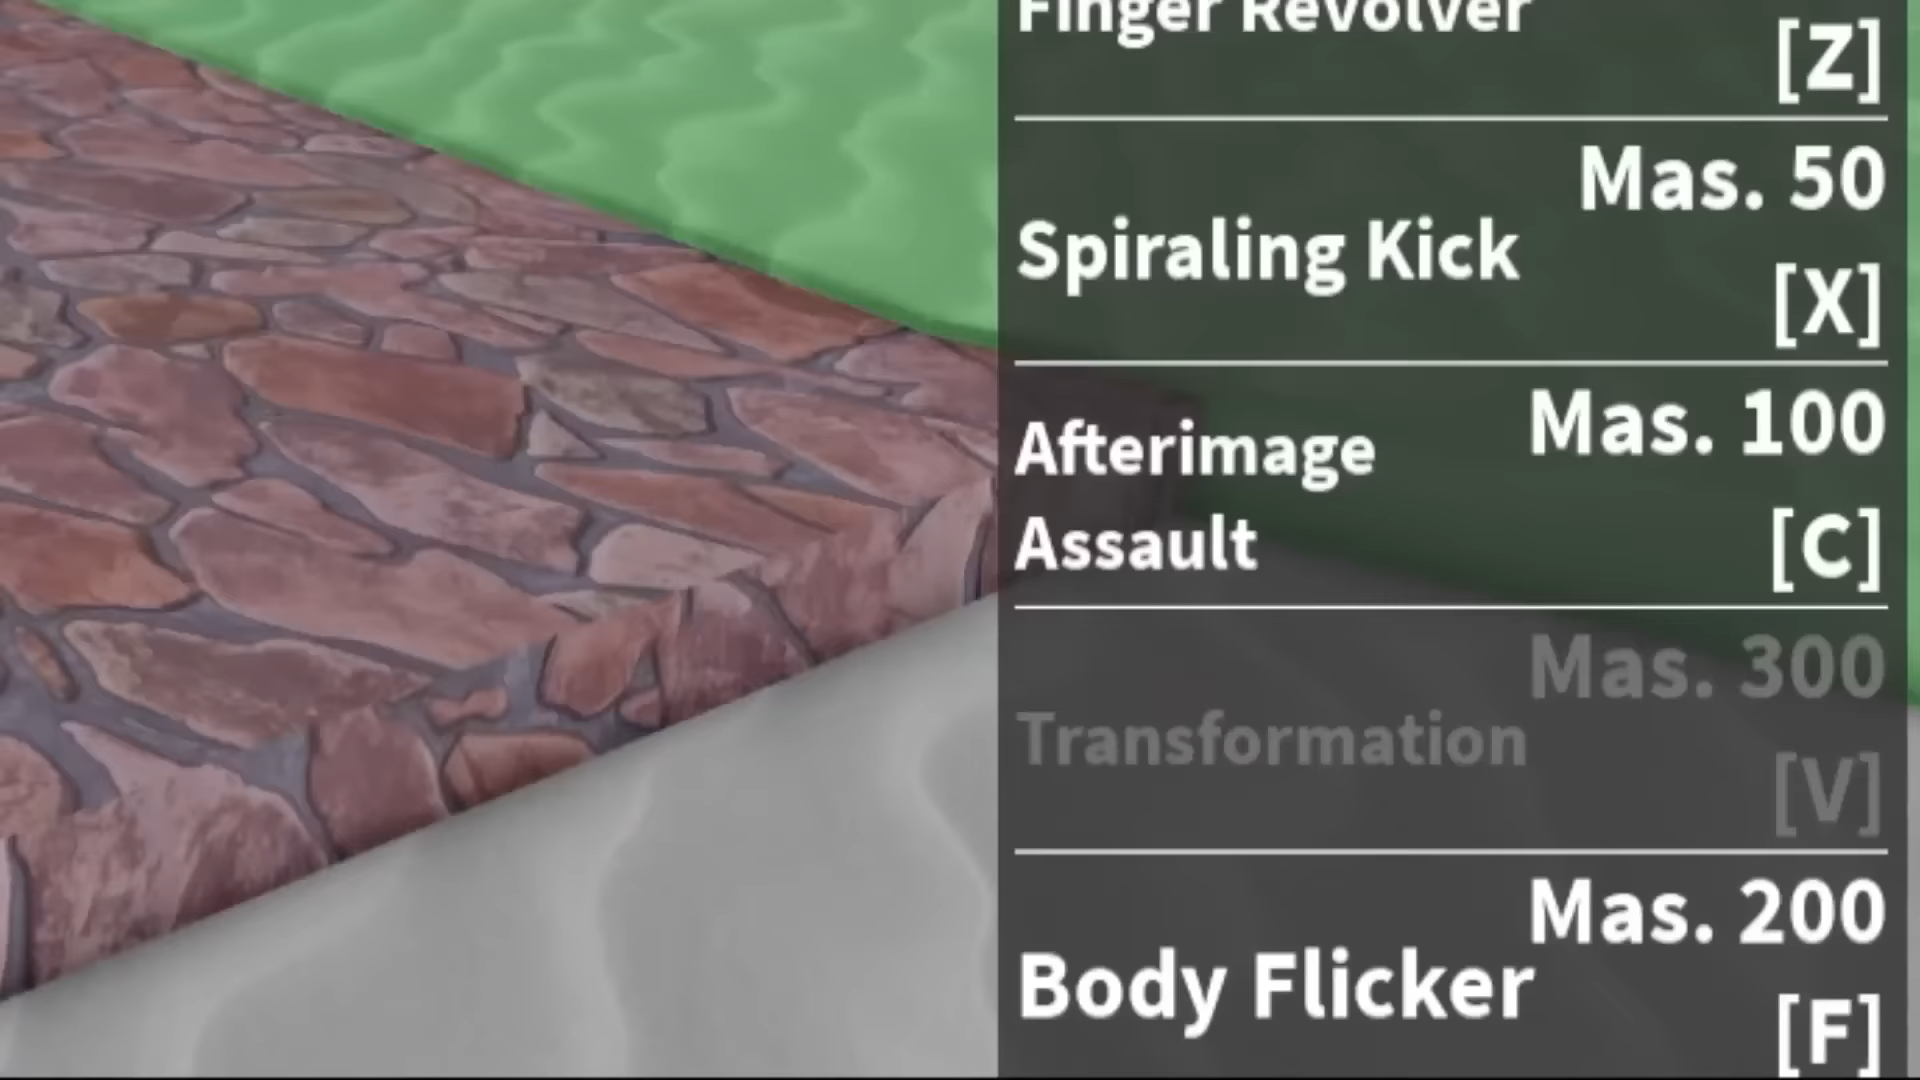 Finger Revolver
[Z]
Mas. 50
Spiraling Kick
[X]
Mas. 100
Afterimage
Assault
[C]
Mas. 300
Transformation
[V]
Mas. 200
Body Flicker
[F]